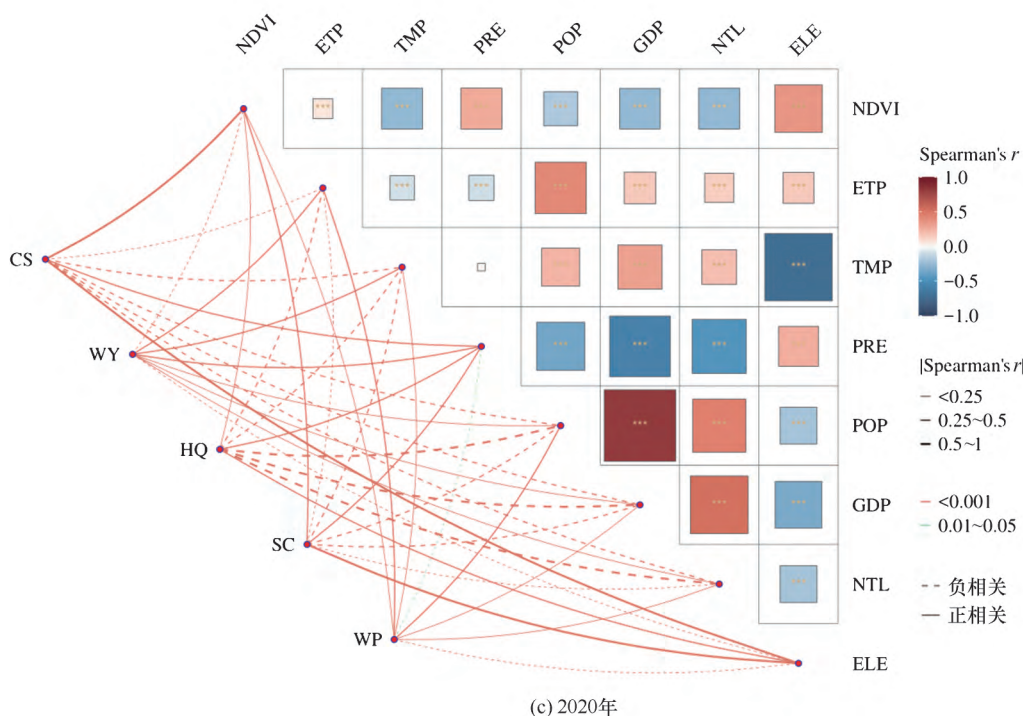 NDVI ETP TMP PRE POP GDP NTL ELE
*** *** *** *** *** *** *** NDVI
*** *** *** *** *** *** ETP
*** *** *** *** TMP
*** *** *** *** PRE
*** *** *** POP
*** *** GDP
*** NTL
ELE
CS
WY
HQ
SC
WP
Spearman's r
1.0
0.5
0.0
−0.5
−1.0
|Spearman's r|
<0.25
0.25~0.5
0.5~1
<0.001
0.01~0.05
负相关
正相关
(c) 2020年